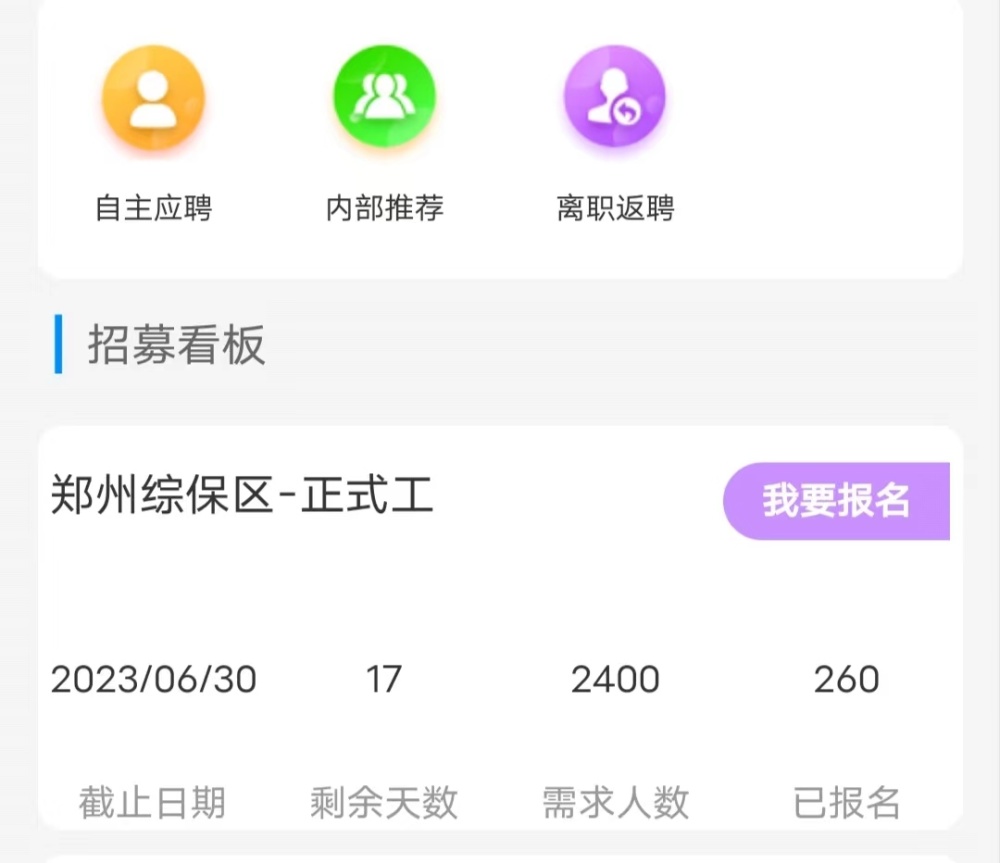 自主应聘 内部推荐 离职返聘
招募看板
郑州综保区-正式工 我要报名
2023/06/30 17 2400 260
截止日期 剩余天数 需求人数 已报名